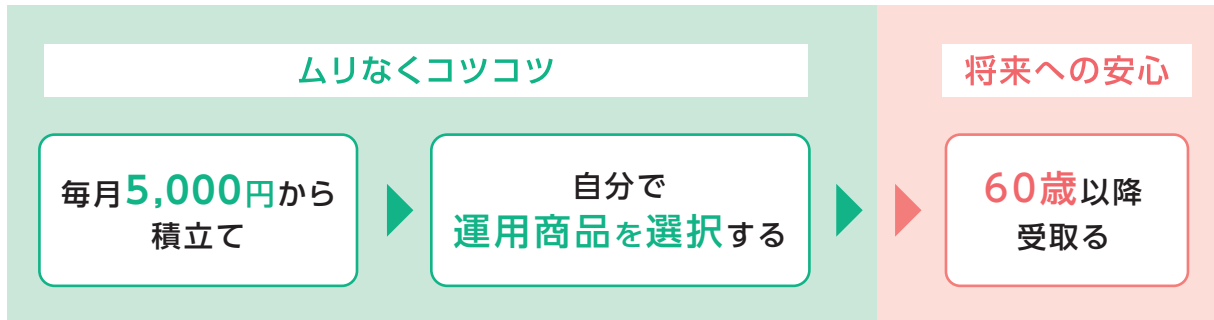 ムリなくコツコツ
毎月5,000円から
積立て
自分で
運用商品を選択する
将来への安心
60歳以降
受取る